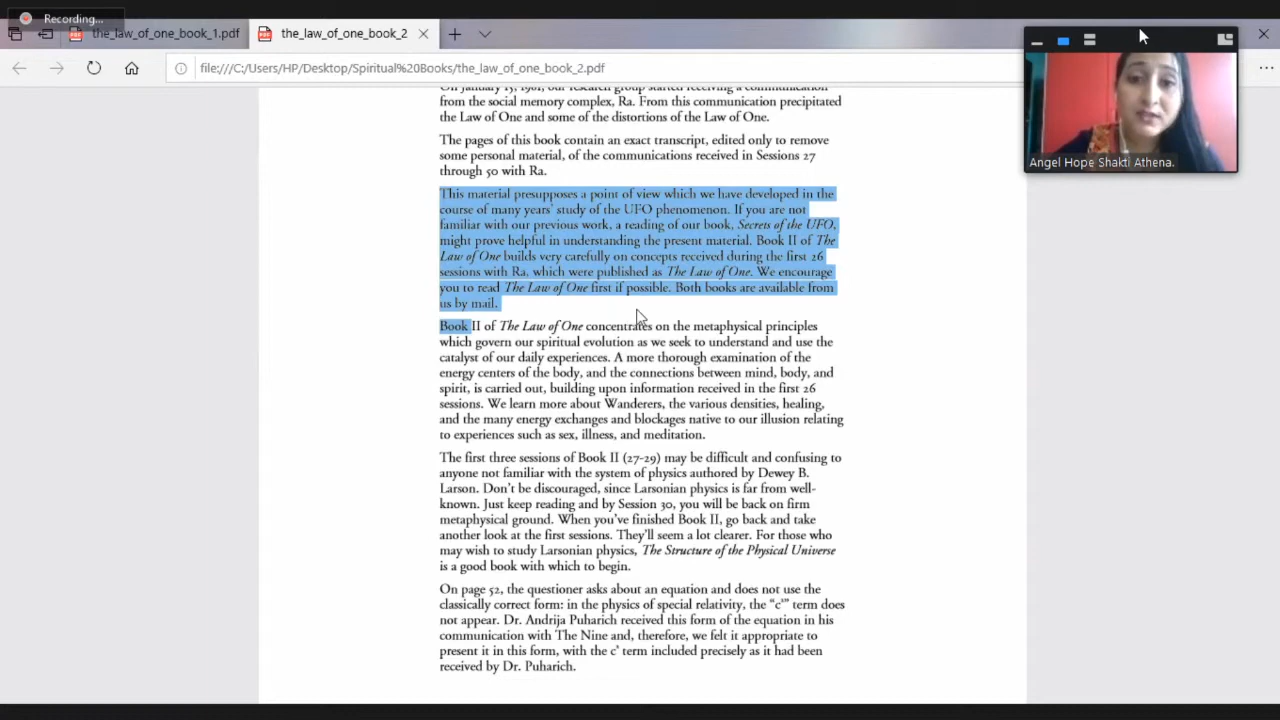 Recording...
the_law_of_one_book_1.pdf
the_law_of_one_book_2
file:///C:/Users/HP/Desktop/Spiritual%20Books/the_law_of_one_book_2.pdf
Angel Hope Shakti Athena.
On January 15, 1981, our research group started receiving a communication
from the social memory complex, Ra. From this communication precipitated
the Law of One and some of the distortions of the Law of One.
The pages of this book contain an exact transcript, edited only to remove
some personal material, of the communications received in Sessions 27
through 50 with Ra.
This material presupposes a point of view which we have developed in the
course of many years' study of the UFO phenomenon. If you are not
familiar with our previous work, a reading of our book, Secrets of the UFO,
might prove helpful in understanding the present material. Book II of The
Law of One builds very carefully on concepts received during the first 26
sessions with Ra, which were published as The Law of One. We encourage
you to read The Law of One first if possible. Both books are available from
us by mail.
Book II of The Law of One concentrates on the metaphysical principles
which govern our spiritual evolution as we seek to understand and use the
catalyst of our daily experiences. A more thorough examination of the
energy centers of the body, and the connections between mind, body, and
spirit, is carried out, building upon information received in the first 26
sessions. We learn more about Wanderers, the various densities, healing,
and the many energy exchanges and blockages native to our illusion relating
to experiences such as sex, illness, and meditation.
The first three sessions of Book II (27-29) may be difficult and confusing to
anyone not familiar with the system of physics authored by Dewey B.
Larson. Don't be discouraged, since Larsonian physics is far from well-
known. Just keep reading and by Session 30, you will be back on firm
metaphysical ground. When you've finished Book II, go back and take
another look at the first sessions. They'll seem a lot clearer. For those who
may wish to study Larsonian physics, The Structure of the Physical Universe
is a good book with which to begin.
On page 52, the questioner asks about an equation and does not use the
classically correct form: in the physics of special relativity, the term does
not appear. Dr. Andrija Puharich received this form of the equation in his
communication with The Nine and, therefore, we felt it appropriate to
present it in this form, with the term included precisely as it had been
received by Dr. Puharich.